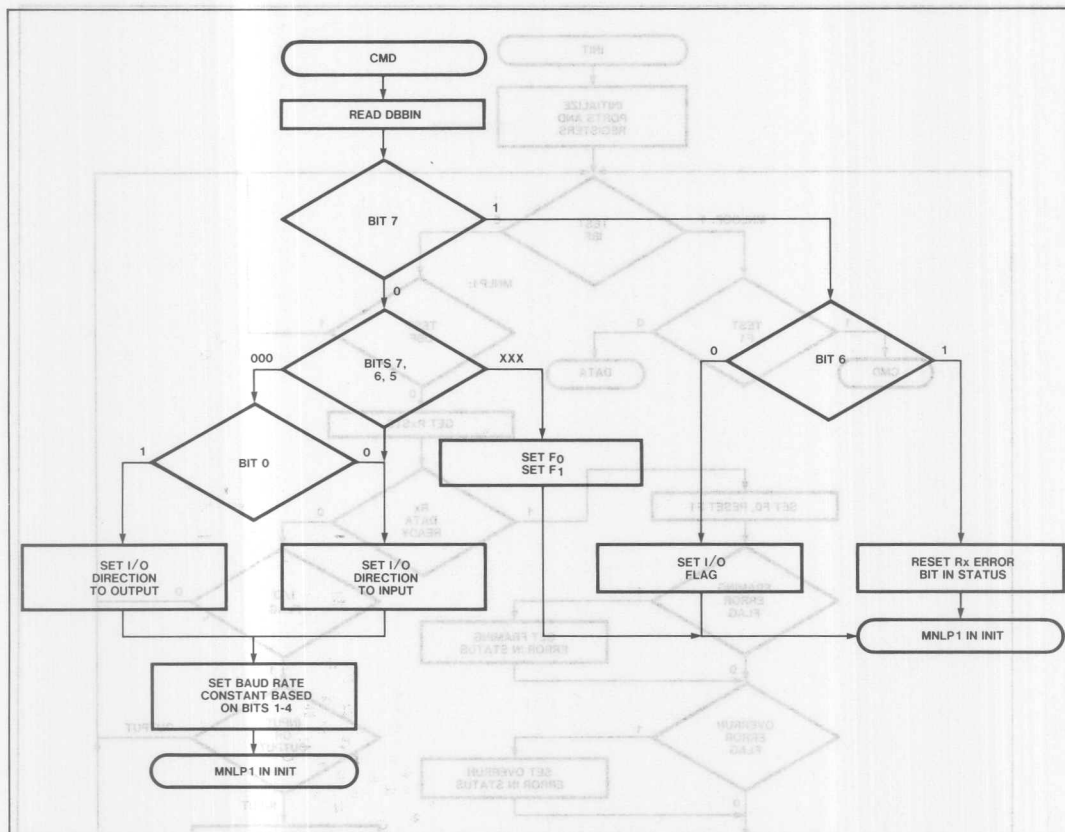 CMD
READ DBBIN
BIT 7
1
0
BITS 7,
6, 5
000
XXX
BIT 6
0
1
BIT 0
1
0
SET F0
SET F1
SET I/O
DIRECTION
TO OUTPUT
SET I/O
DIRECTION
TO INPUT
SET I/O
FLAG
RESET Rx ERROR
BIT IN STATUS
MNLP1 IN INIT
SET BAUD RATE
CONSTANT BASED
ON BITS 1-4
MNLP1 IN INIT